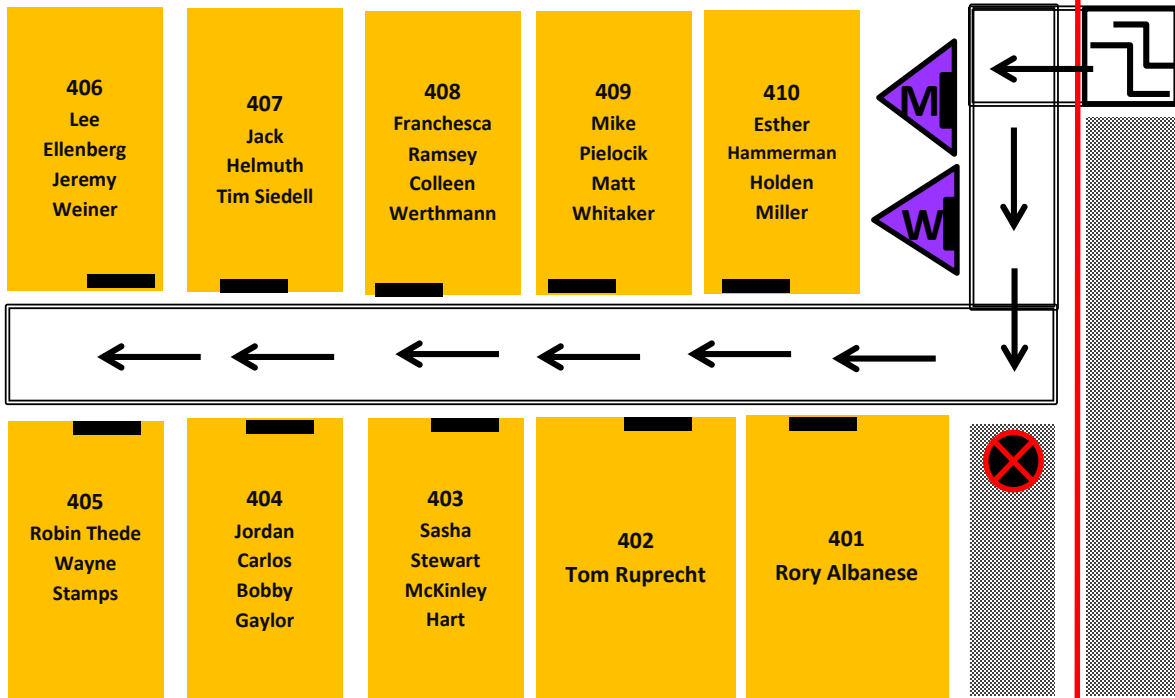 406
Lee
Ellenberg
Jeremy
Weiner
407
Jack
Helmuth
Tim Siedell
408
Franchesca
Ramsey
Colleen
Werthmann
409
Mike
Pielocik
Matt
Whitaker
410
Esther
Hammerman
Holden
Miller
M
W
405
Robin Thede
Wayne
Stamps
404
Jordan
Carlos
Bobby
Gaylor
403
Sasha
Stewart
McKinley
Hart
402
Tom Ruprecht
401
Rory Albanese